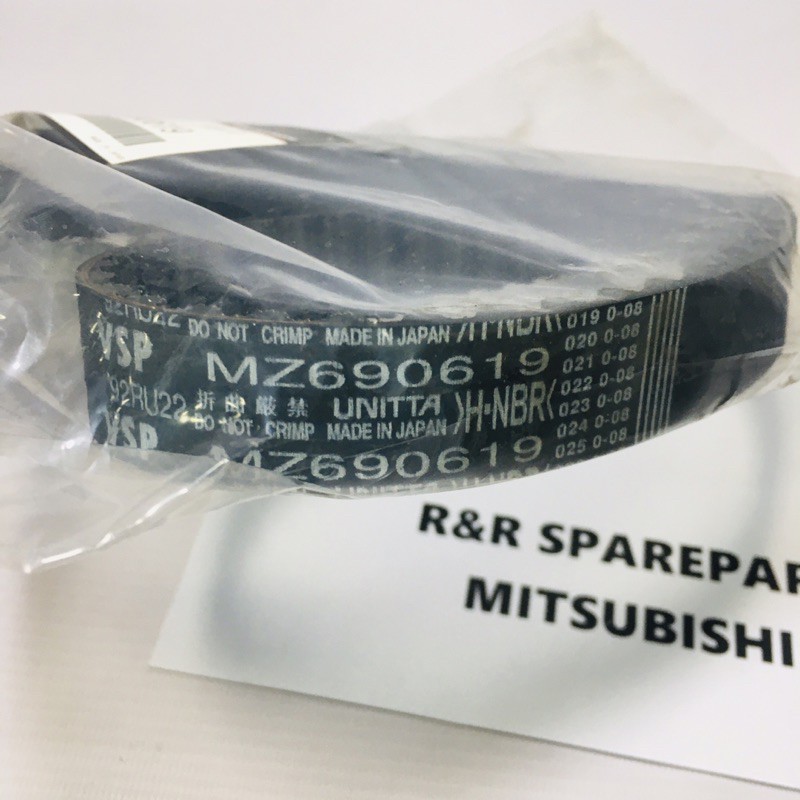 '92RU22 DO NOT CRIMP MADE IN JAPAN >H-NBR< 019 0-08
VSP MZ690619 020 0-08
021 0-08
'92RU22 折曲厳禁 UNITTA >H-NBR< 022 0-08
DO NOT CRIMP MADE IN JAPAN 023 0-08
VSP MZ690619 024 0-08
025 0-08
UNITTA
R&R SPAREPAR
MITSUBISHI